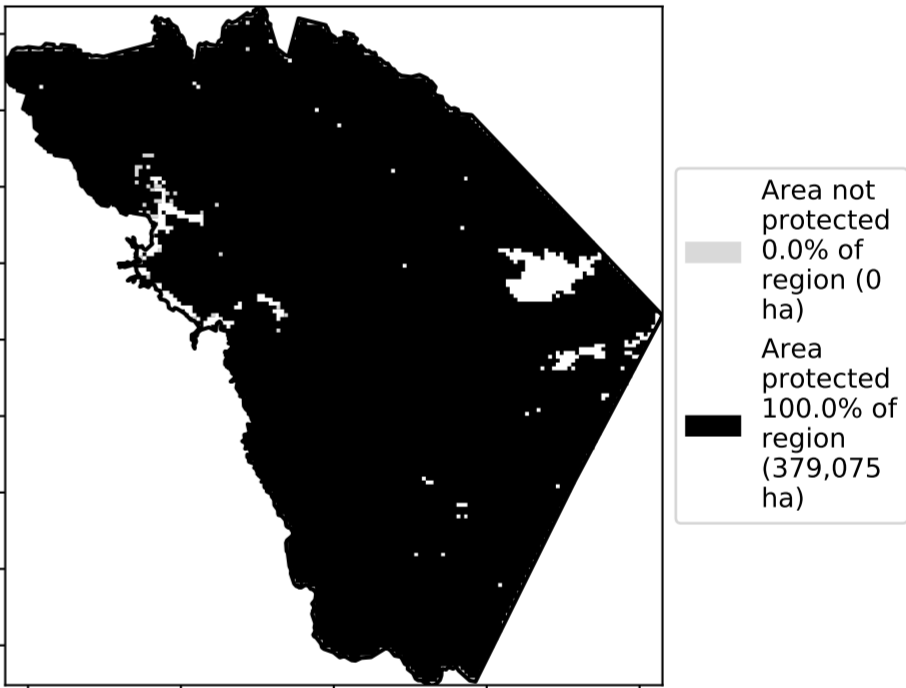 Area not
protected
0.0% of
region (0
ha)
Area
protected
100.0% of
region
(379,075
ha)